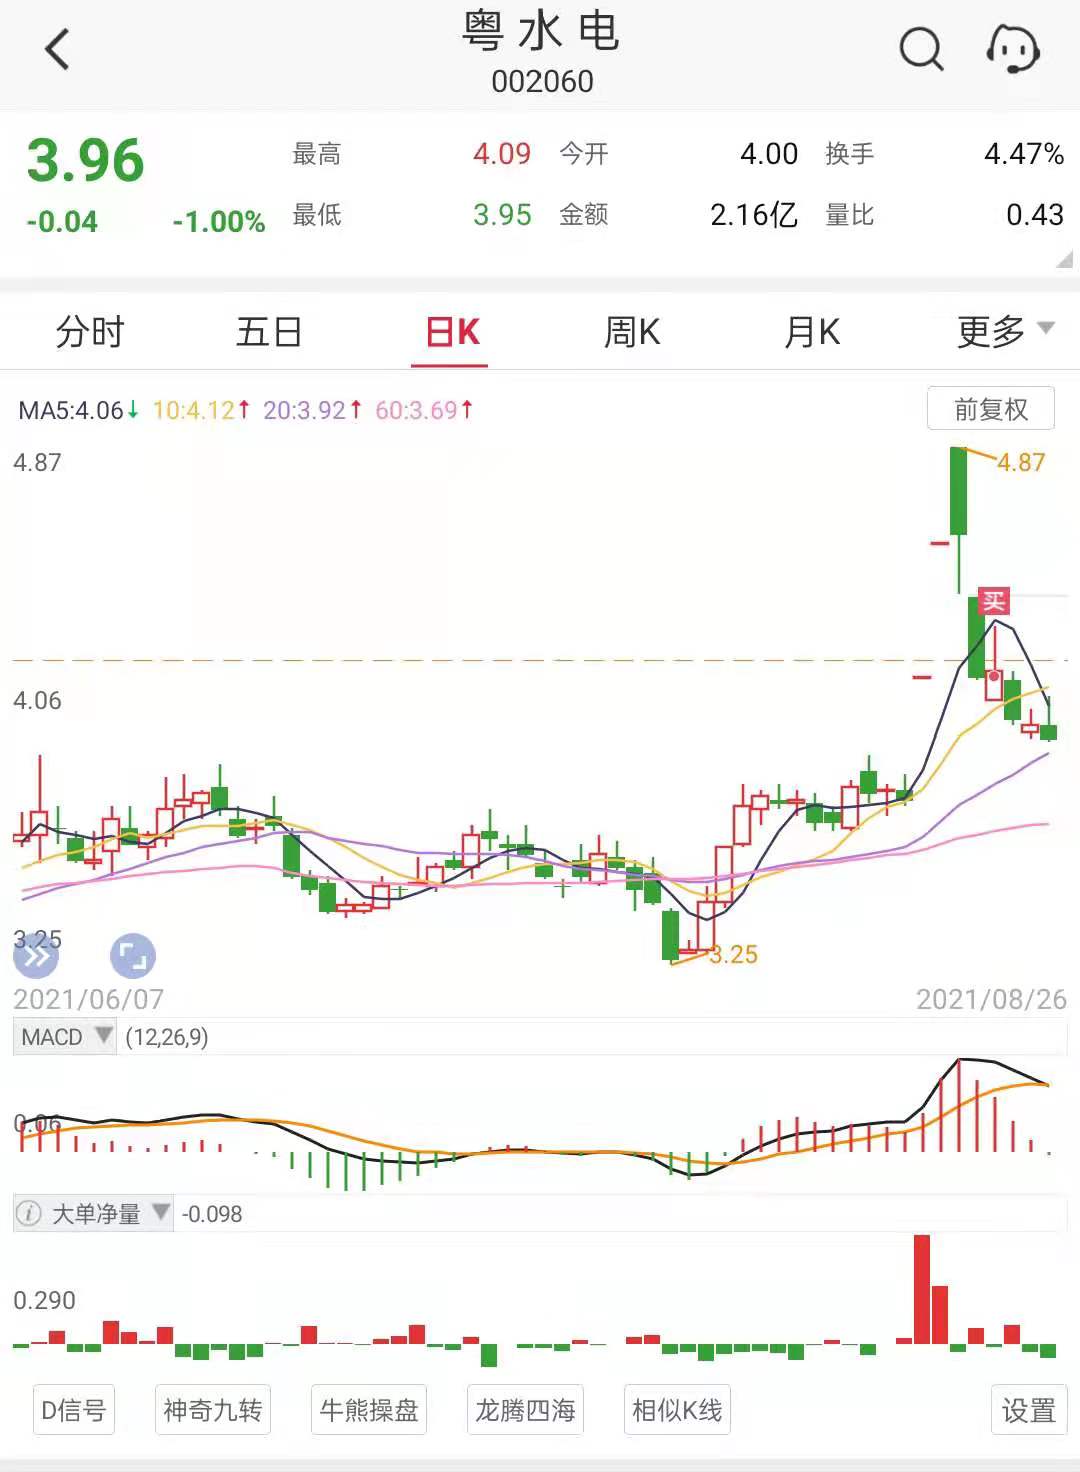 粤水电
002060
3.96
-0.04 -1.00%
最高 4.09 今开 4.00 换手 4.47%
最低 3.95 金额 2.16亿 量比 0.43
分时 五日 日K 周K 月K 更多
MA5:4.06↓ 10:4.12↑ 20:3.92↑ 60:3.69↑ 前复权
4.87 4.87
买
4.06
3.25 3.25
2021/06/07 2021/08/26
MACD (12,26,9)
0.06
大单净量 -0.098
0.290
D信号 神奇九转 牛熊操盘 龙腾四海 相似K线 设置